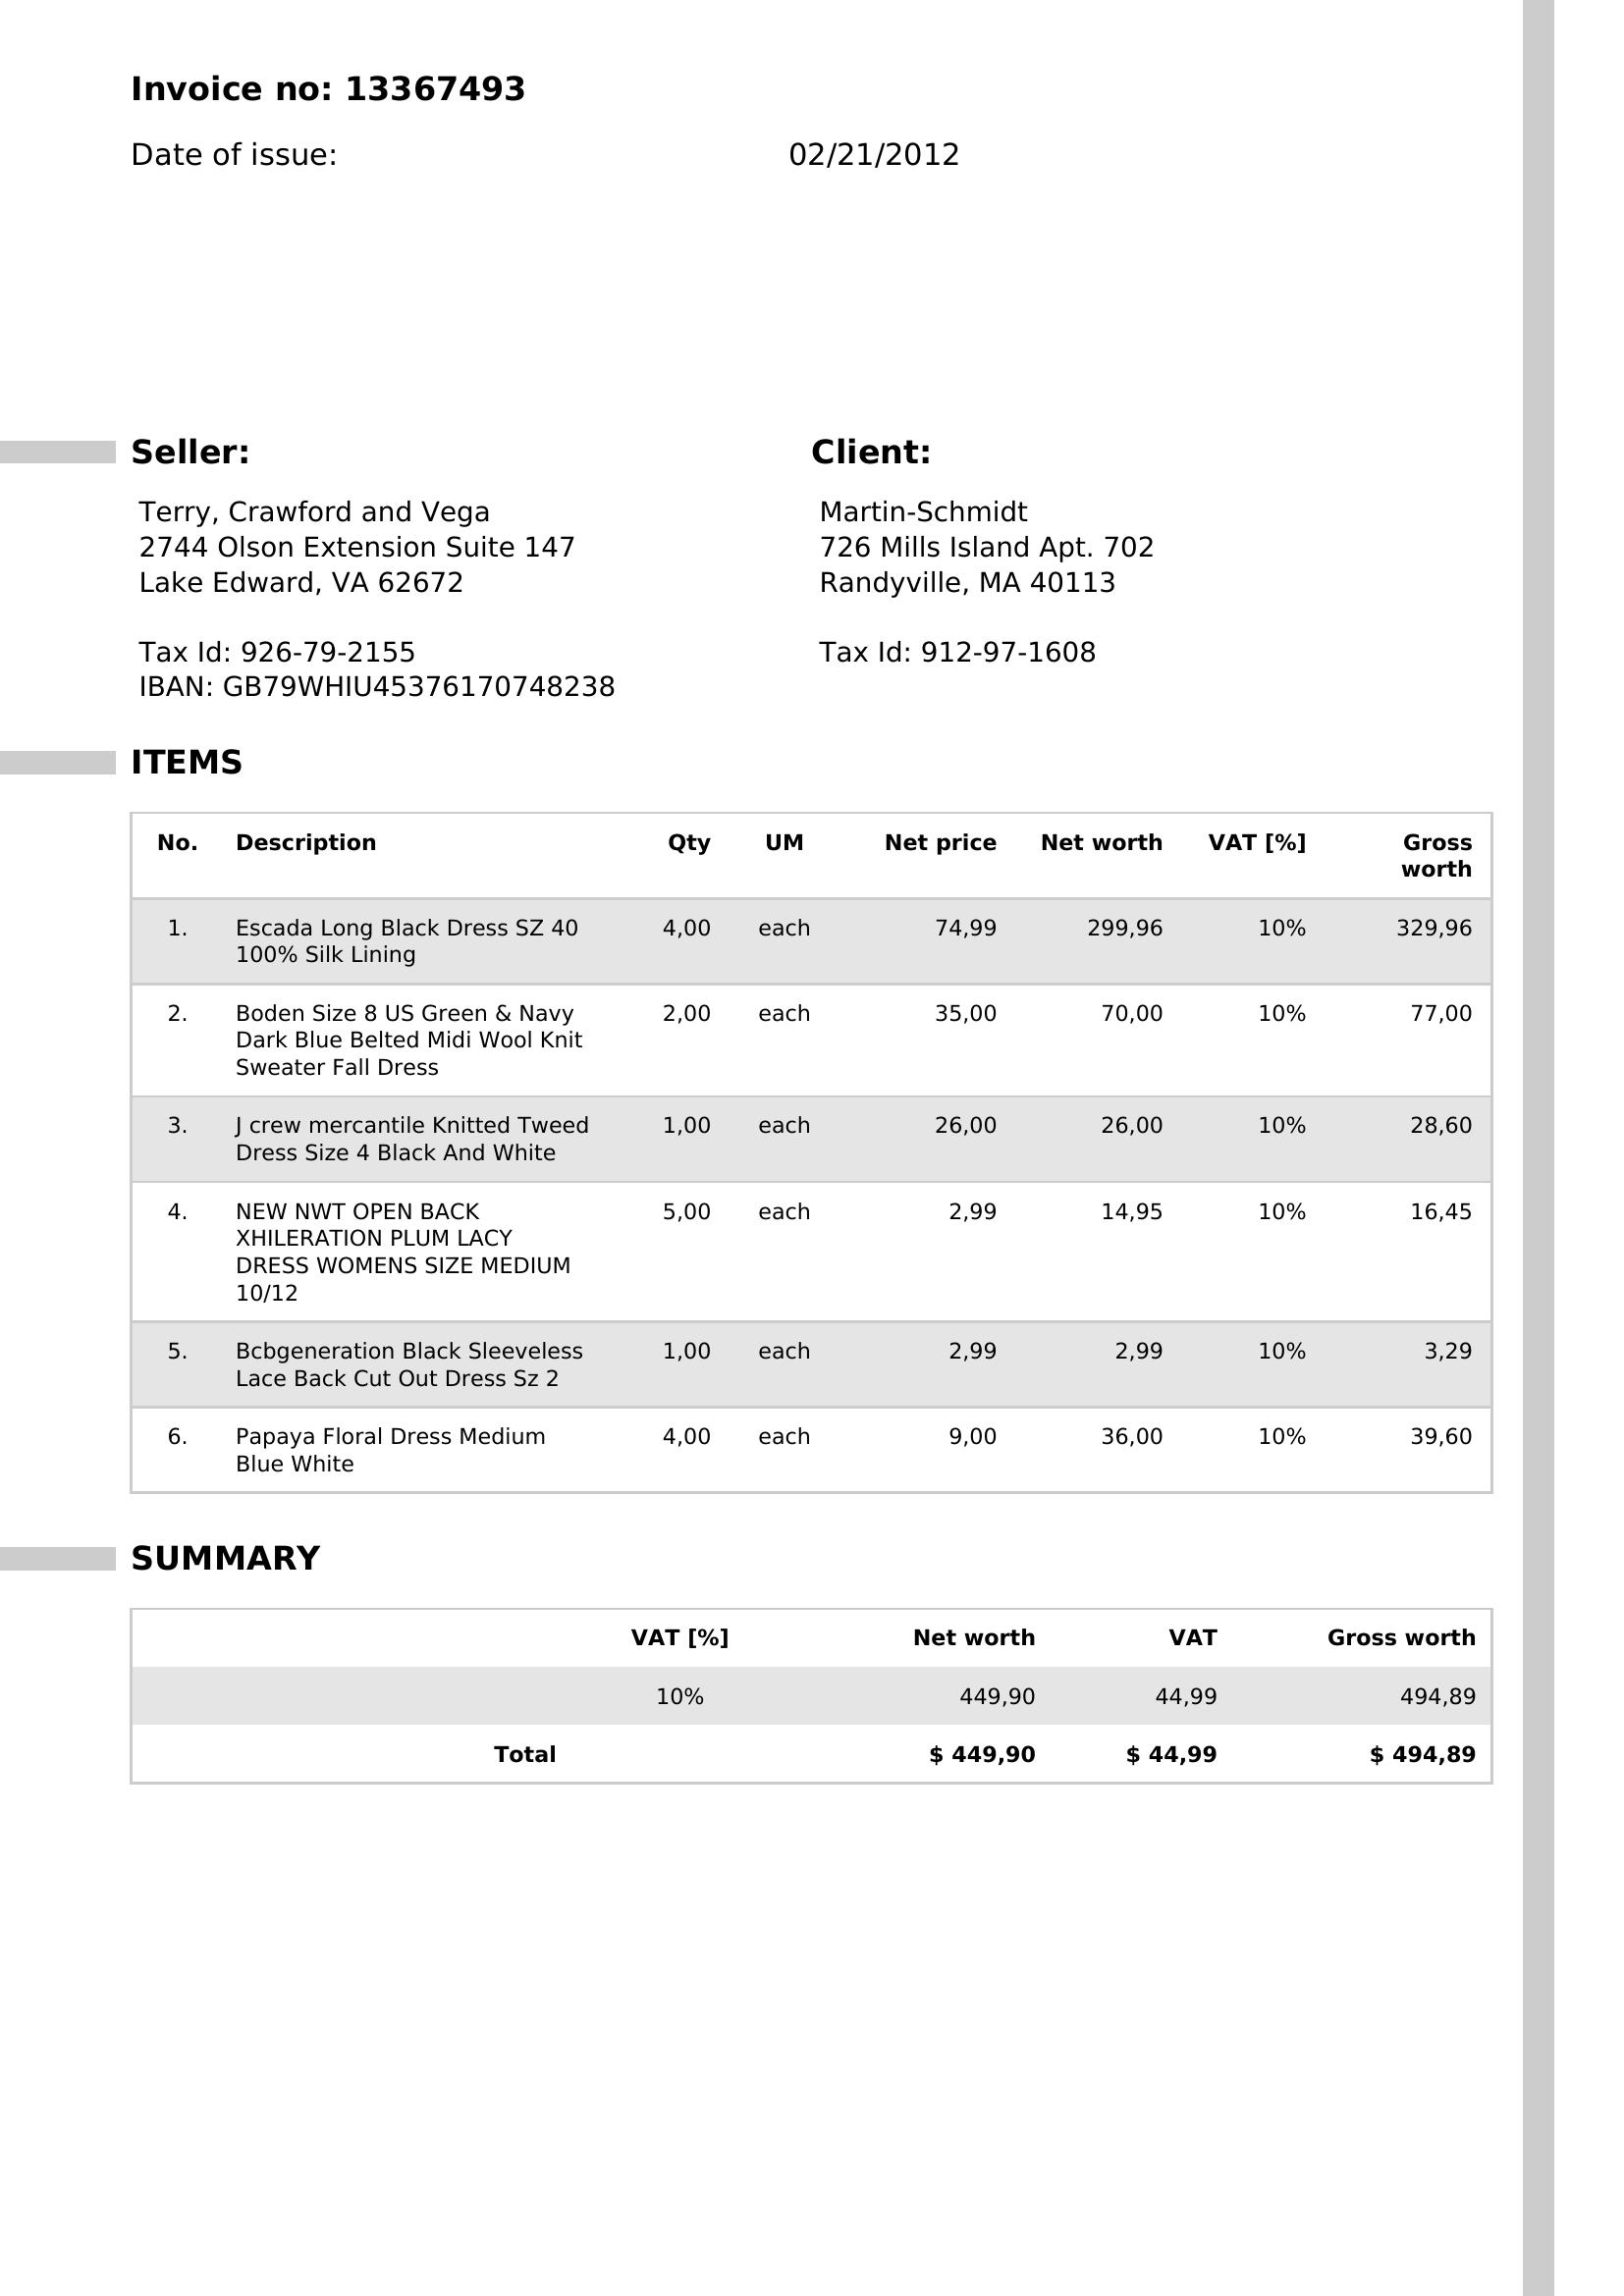 Invoice no: 13367493
Date of issue: 02/21/2012
Seller:
Terry, Crawford and Vega
2744 Olson Extension Suite 147
Lake Edward, VA 62672
Tax Id: 926-79-2155
IBAN: GB79WHIU45376170748238
Client:
Martin-Schmidt
726 Mills Island Apt. 702
Randyville, MA 40113
Tax Id: 912-97-1608
ITEMS
No. Description Qty UM Net price Net worth VAT [%] Gross
worth
1. Escada Long Black Dress SZ 40 4,00 each 74,99 299,96 10% 329,96
100% Silk Lining
2. Boden Size 8 US Green & Navy 2,00 each 35,00 70,00 10% 77,00
Dark Blue Belted Midi Wool Knit
Sweater Fall Dress
3. J crew mercantile Knitted Tweed 1,00 each 26,00 26,00 10% 28,60
Dress Size 4 Black And White
4. NEW NWT OPEN BACK 5,00 each 2,99 14,95 10% 16,45
XHILERATION PLUM LACY
DRESS WOMENS SIZE MEDIUM
10/12
5. Bcbgeneration Black Sleeveless 1,00 each 2,99 2,99 10% 3,29
Lace Back Cut Out Dress Sz 2
6. Papaya Floral Dress Medium 4,00 each 9,00 36,00 10% 39,60
Blue White
SUMMARY
VAT [%] Net worth VAT Gross worth
10% 449,90 44,99 494,89
Total $ 449,90 $ 44,99 $ 494,89